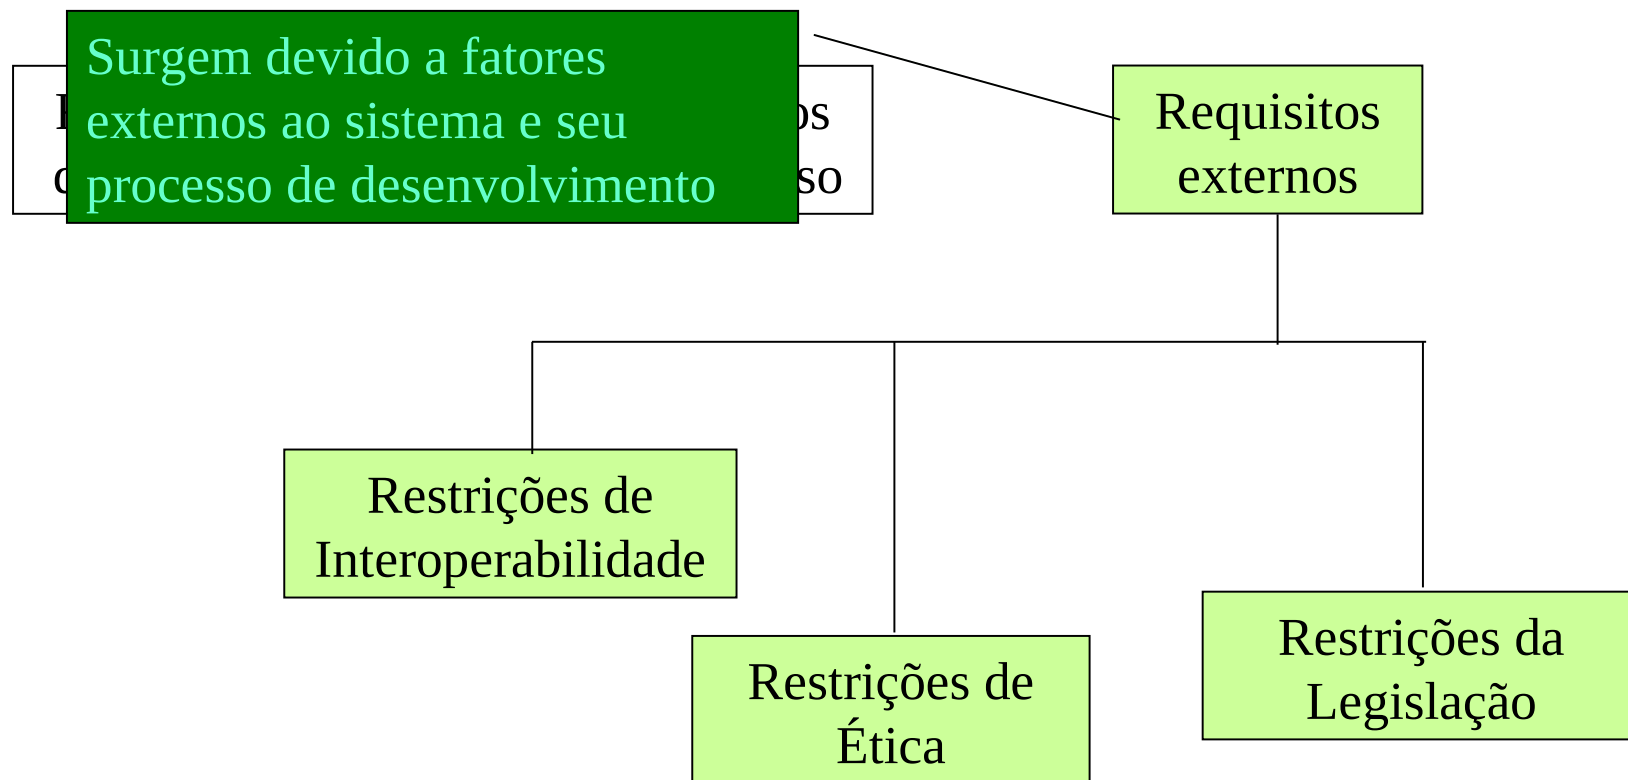 Surgem devido a fatores
externos ao sistema e seu
processo de desenvolvimento
Requisitos
externos
Restrições de
Interoperabilidade
Restrições de
Ética
Restrições da
Legislação